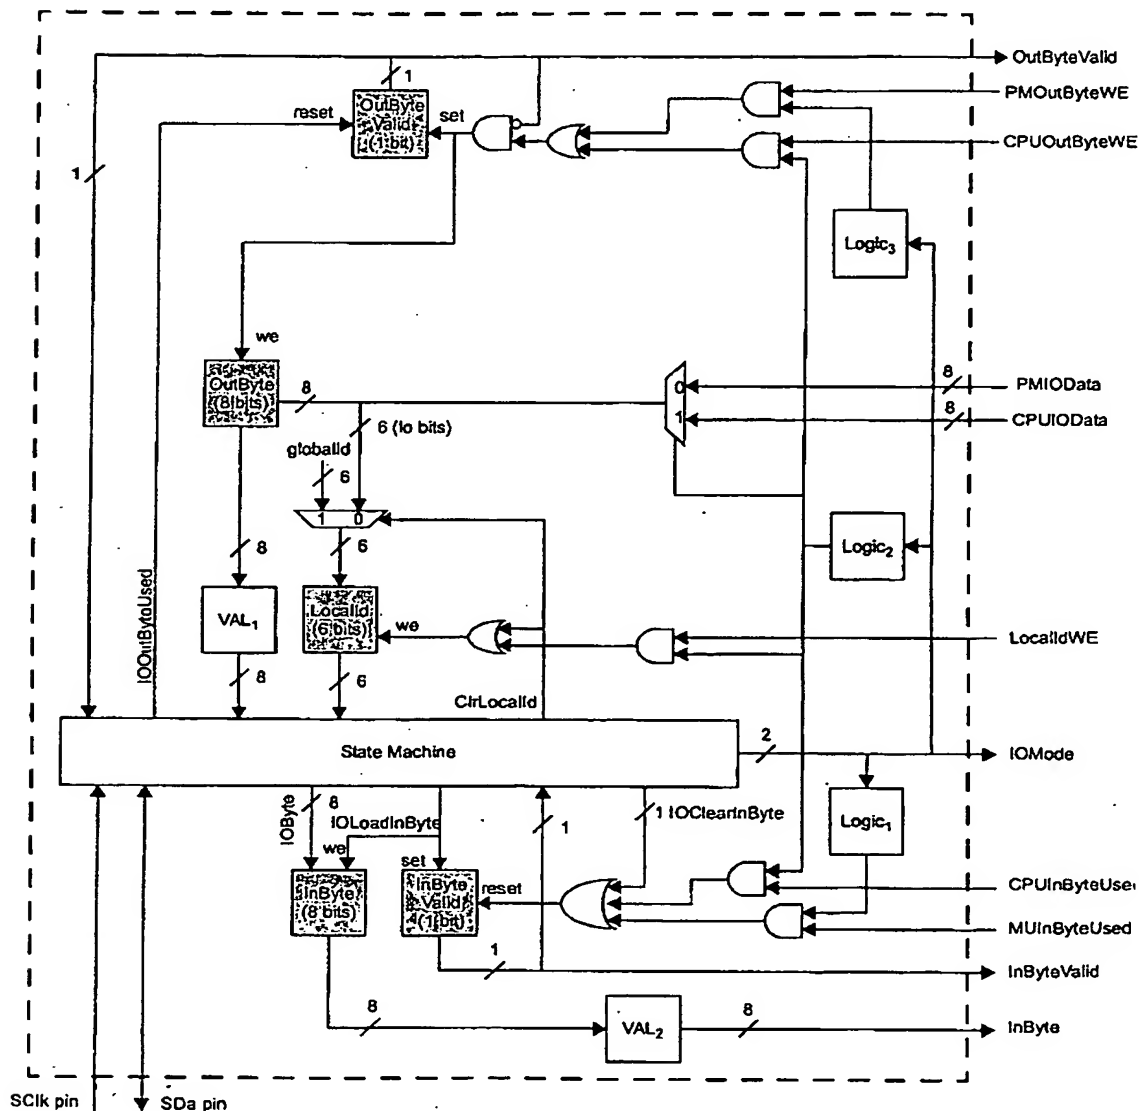 OutByteValid
1
PMOutByteWE
OutByte
Valid
(1 bit)
reset
set
CPUOutByteWE
1
Logic3
we
OutByte
(8 bits)
8
0
1
8
PMIOData
8
CPUIOData
6 (lo bits)
globalId
6
1 0
8
6
Logic2
IOOutByteUsed
VAL1
LocalId
(6 bits)
we
LocalIdWE
8
6
ClrLocalId
State Machine
2
IOMode
IOByte
8
IOLoadInByte
1
1 IOClearInByte
Logic1
we
set
InByte
(8 bits)
InByte
Valid
(1 bit)
reset
CPUInByteUse
MUInByteUsed
1
InByteValid
8
VAL2
8
InByte
SClk pin
SDa pin